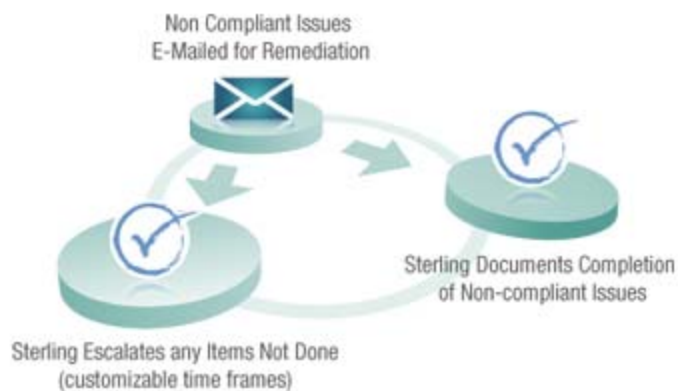 Non Compliant Issues
E-Mailed for Remediation
Sterling Documents Completion
of Non-compliant Issues
Sterling Escalates any Items Not Done
(customizable time frames)